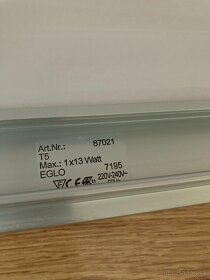 Art.Nr.: 87021
T5
Max.: 1x13 Watt
EGLO 7195
220V-240V~